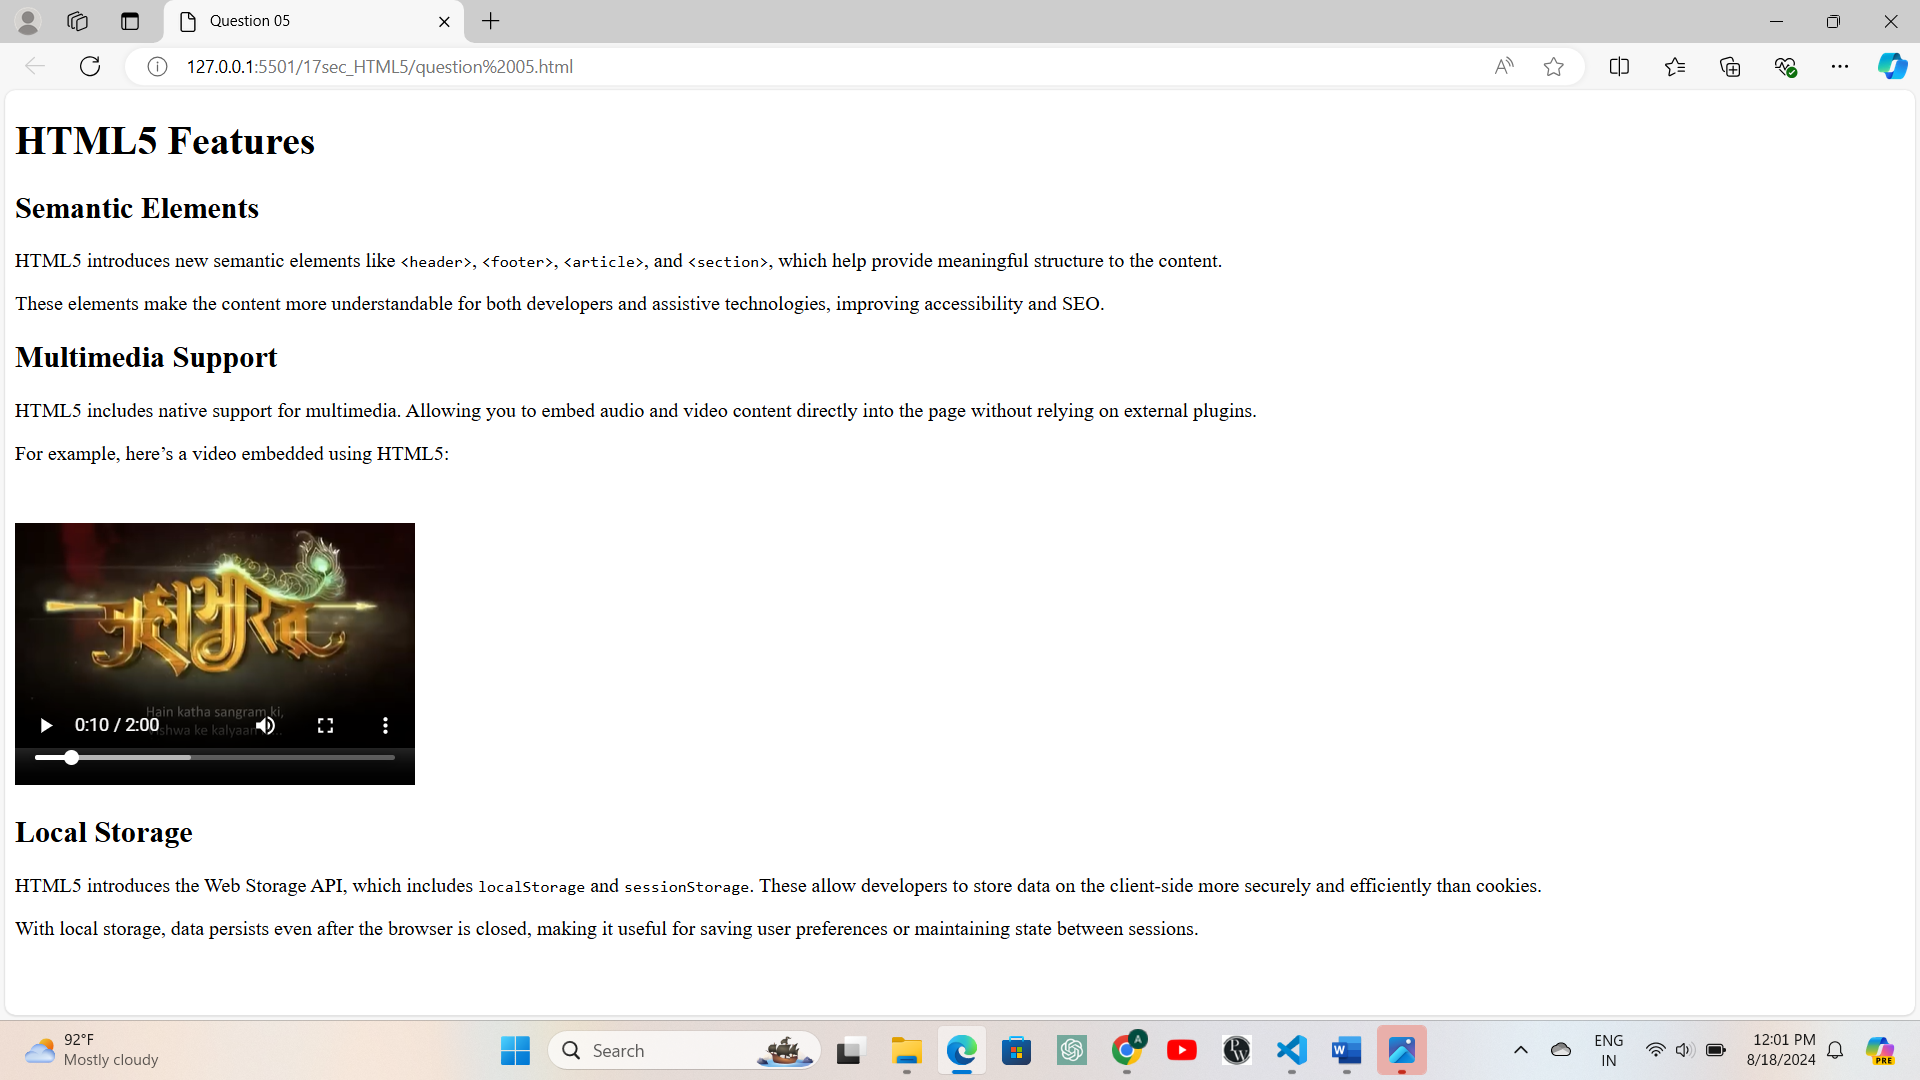 Question 05
127.0.0.1:5501/17sec_HTML5/question%2005.html
HTML5 Features
Semantic Elements
HTML5 introduces new semantic elements like <header>, <footer>, <article>, and <section>, which help provide meaningful structure to the content.
These elements make the content more understandable for both developers and assistive technologies, improving accessibility and SEO.
Multimedia Support
HTML5 includes native support for multimedia. Allowing you to embed audio and video content directly into the page without relying on external plugins.
For example, here’s a video embedded using HTML5:
महाभारत
Hain katha sangram ki,
0:10 / 2:00
ishwa ke kalyaan
Local Storage
HTML5 introduces the Web Storage API, which includes localStorage and sessionStorage. These allow developers to store data on the client-side more securely and efficiently than cookies.
With local storage, data persists even after the browser is closed, making it useful for saving user preferences or maintaining state between sessions.
92°F
Mostly cloudy
Search
A
PW
W
ENG
IN
12:01 PM
8/18/2024
PRE